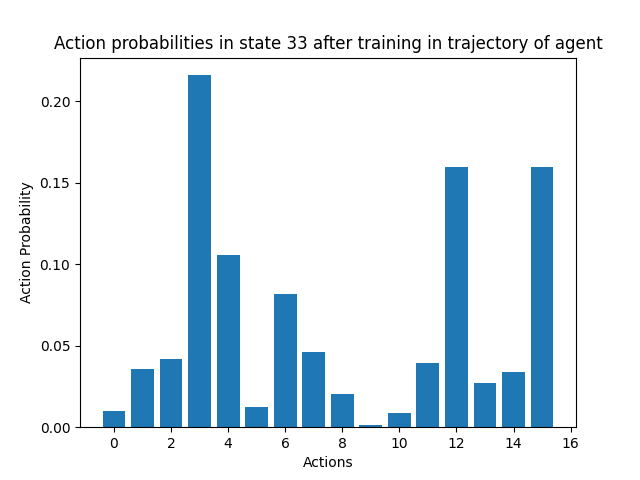 Action probabilities in state 33 after training in trajectory of agent
0.20
0.15
0.10
0.05
0.00
Action Probability
0 2 4 6 8 10 12 14 16
Actions